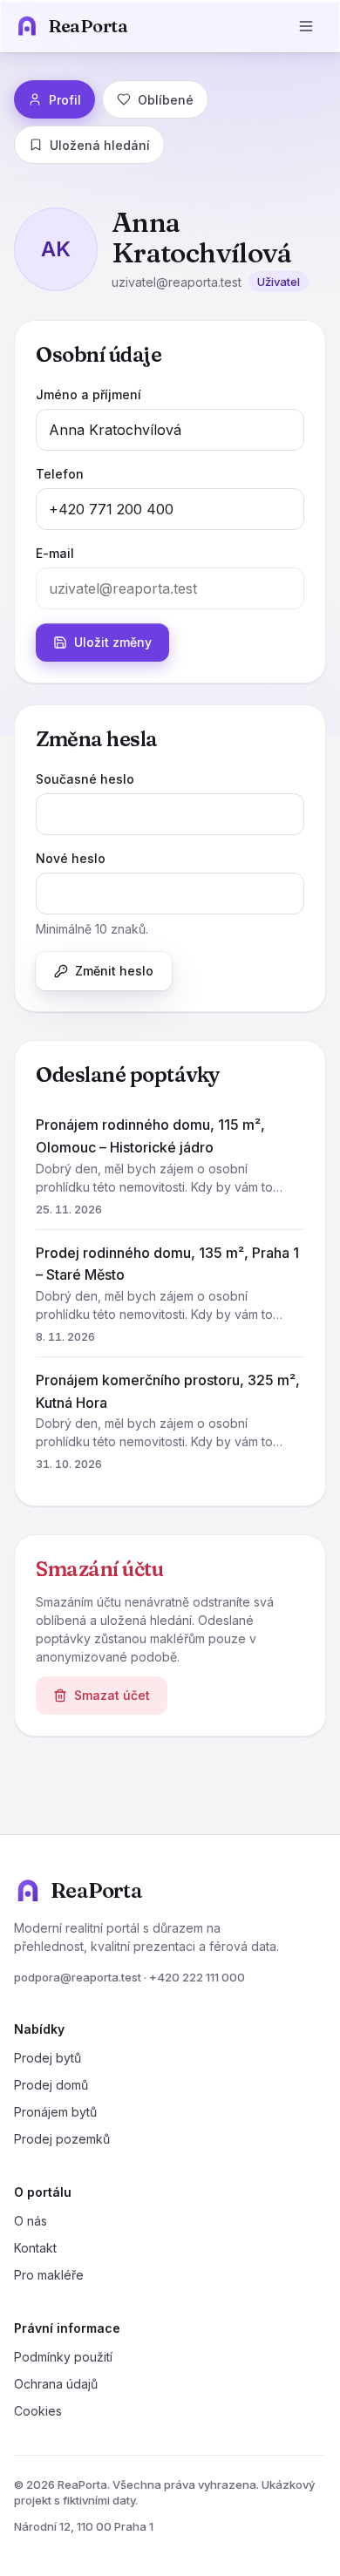 ReaPorta
Profil
Oblíbené
Uložená hledání
AK
Anna
Kratochvílová
uzivatel@reaporta.test
Uživatel
Osobní údaje
Jméno a příjmení
Anna Kratochvílová
Telefon
+420 771 200 400
E-mail
uzivatel@reaporta.test
Uložit změny
Změna hesla
Současné heslo
Nové heslo
Minimálně 10 znaků.
Změnit heslo
Odeslané poptávky
Pronájem rodinného domu, 115 m²,
Olomouc – Historické jádro
Dobrý den, měl bych zájem o osobní
prohlídku této nemovitosti. Kdy by vám to…
25. 11. 2026
Prodej rodinného domu, 135 m², Praha 1
– Staré Město
Dobrý den, měl bych zájem o osobní
prohlídku této nemovitosti. Kdy by vám to…
8. 11. 2026
Pronájem komerčního prostoru, 325 m²,
Kutná Hora
Dobrý den, měl bych zájem o osobní
prohlídku této nemovitosti. Kdy by vám to…
31. 10. 2026
Smazání účtu
Smazáním účtu nenávratně odstraníte svá
oblíbená a uložená hledání. Odeslané
poptávky zůstanou makléřům pouze v
anonymizované podobě.
Smazat účet
ReaPorta
Moderní realitní portál s důrazem na
přehlednost, kvalitní prezentaci a férová data.
podpora@reaporta.test · +420 222 111 000
Nabídky
Prodej bytů
Prodej domů
Pronájem bytů
Prodej pozemků
O portálu
O nás
Kontakt
Pro makléře
Právní informace
Podmínky použití
Ochrana údajů
Cookies
© 2026 ReaPorta. Všechna práva vyhrazena. Ukázkový
projekt s fiktivními daty.
Národní 12, 110 00 Praha 1